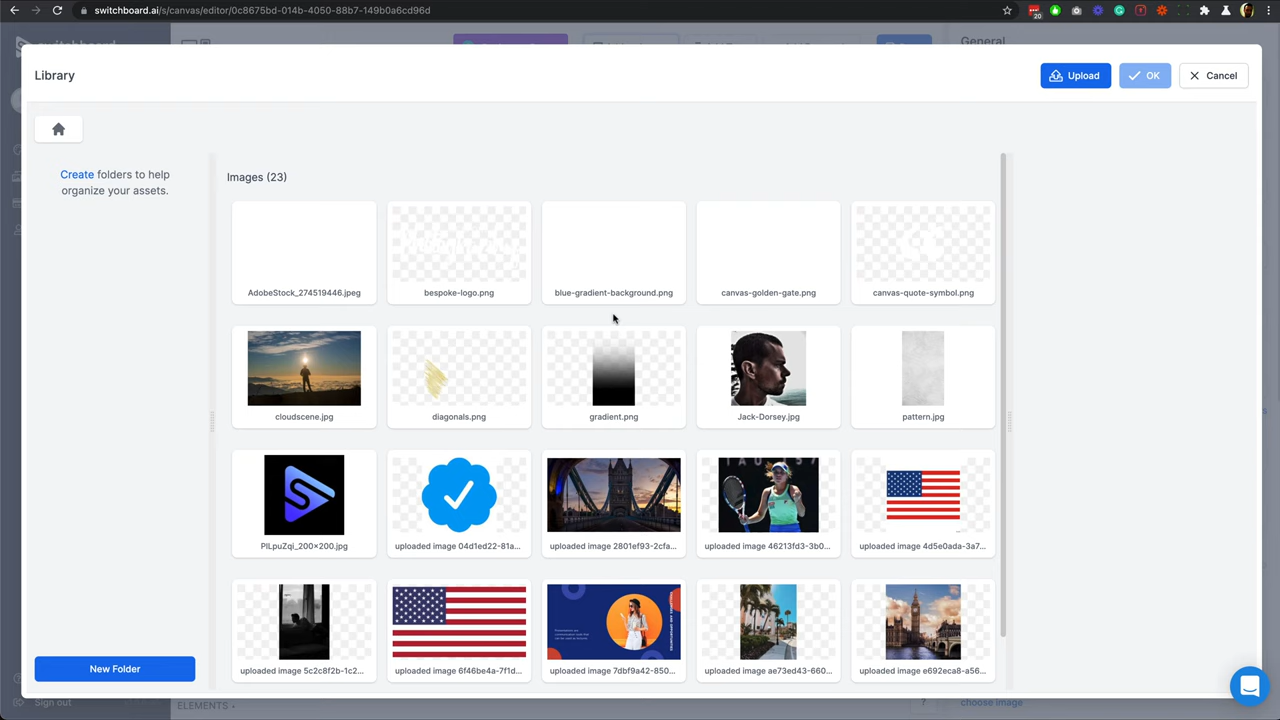 switchboard.ai/s/canvas/editor/0c8675bd-014b-4050-88b7-149b0a6cd96d
20
General
Library
Upload
OK
Cancel
Create folders to help
organize your assets.
Images (23)
AdobeStock_274519446.jpeg
bespoke-logo.png
blue-gradient-background.png
canvas-golden-gate.png
canvas-quote-symbol.png
cloudscene.jpg
diagonals.png
gradient.png
Jack-Dorsey.jpg
pattern.jpg
PlLpuZqi_200×200.jpg
uploaded image 04d1ed22-81a...
uploaded image 2801ef93-2cfa...
uploaded image 46213fd3-3b0...
uploaded image 4d5e0ada-3a7...
uploaded image 5c2c8f2b-1c2...
uploaded image 6f46be4a-7f1d...
uploaded image 7dbf9a42-850...
uploaded image ae73ed43-660...
uploaded image e692eca8-a56...
New Folder
Sign out
ELEMENTS
?
choose image